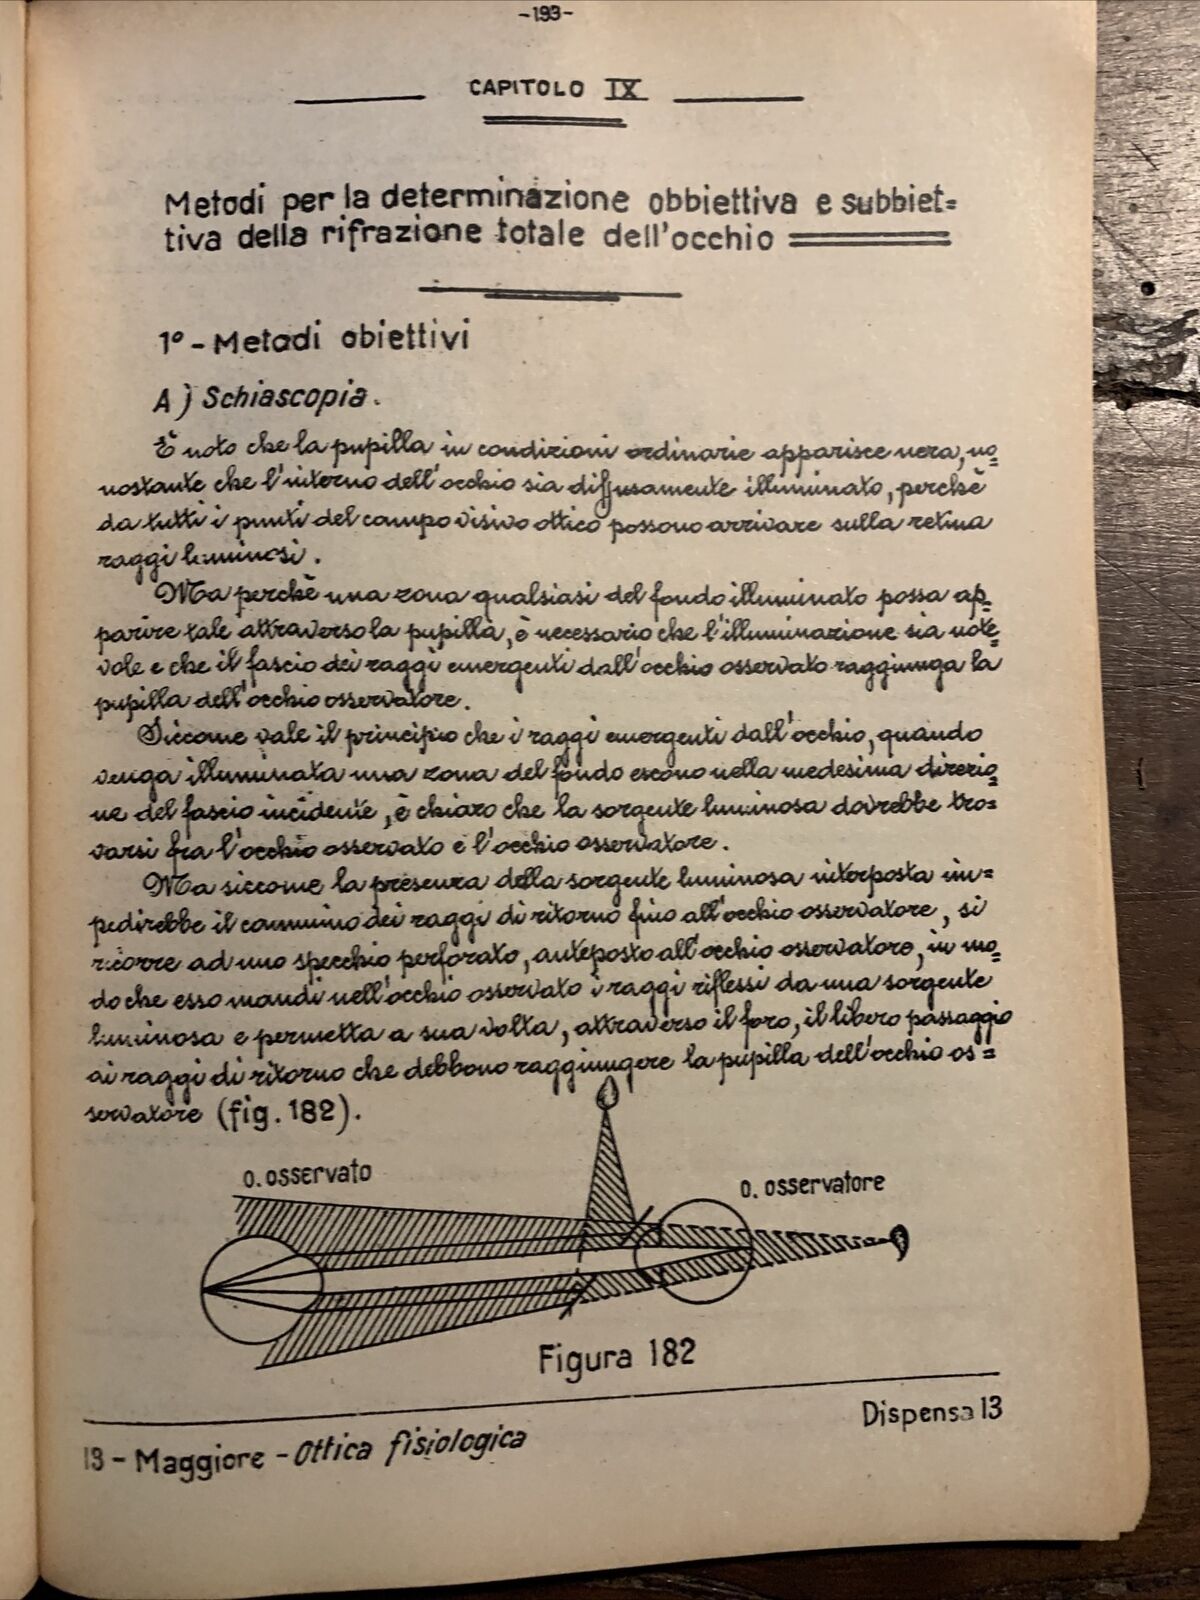 -193-
CAPITOLO IX
Metodi per la determinazione obbiettiva e subbiet=
tiva della rifrazione totale dell'occhio
1° - Metodi obiettivi
A) Schiascopia.
È noto che la pupilla in condizioni ordinarie apparisce nera, no=
nostante che l'interno dell'occhio sia diffusamente illuminato, perchè
da tutti i punti del campo visivo ottico possono arrivare sulla retina
raggi luminosi.
Ma perchè una zona qualsiasi del fondo illuminato possa ap=
parire tale attraverso la pupilla, è necessario che l'illuminazione sia note=
vole e che il fascio dei raggi emergenti dall'occhio osservato raggiunga la
pupilla dell'occhio osservatore.
Siccome vale il principio che i raggi emergenti dall'occhio, quando
venga illuminata una zona del fondo escono nella medesima direzio=
ne del fascio incidente, è chiaro che la sorgente luminosa dovrebbe tro=
varsi fra l'occhio osservato e l'occhio osservatore.
Ma siccome la presenza della sorgente luminosa interposta im=
pedirebbe il cammino dei raggi di ritorno fino all'occhio osservatore, si
ricorre ad uno specchio perforato, anteposto all'occhio osservatore, in mo=
do che esso mandi nell'occhio osservato i raggi riflessi da una sorgente
luminosa e permetta a sua volta, attraverso il foro, il libero passaggio
ai raggi di ritorno che debbono raggiungere la pupilla dell'occhio os=
servatore (fig. 182).
o. osservato
o. osservatore
Figura 182
13 - Maggiore - Ottica fisiologica
Dispensa 13